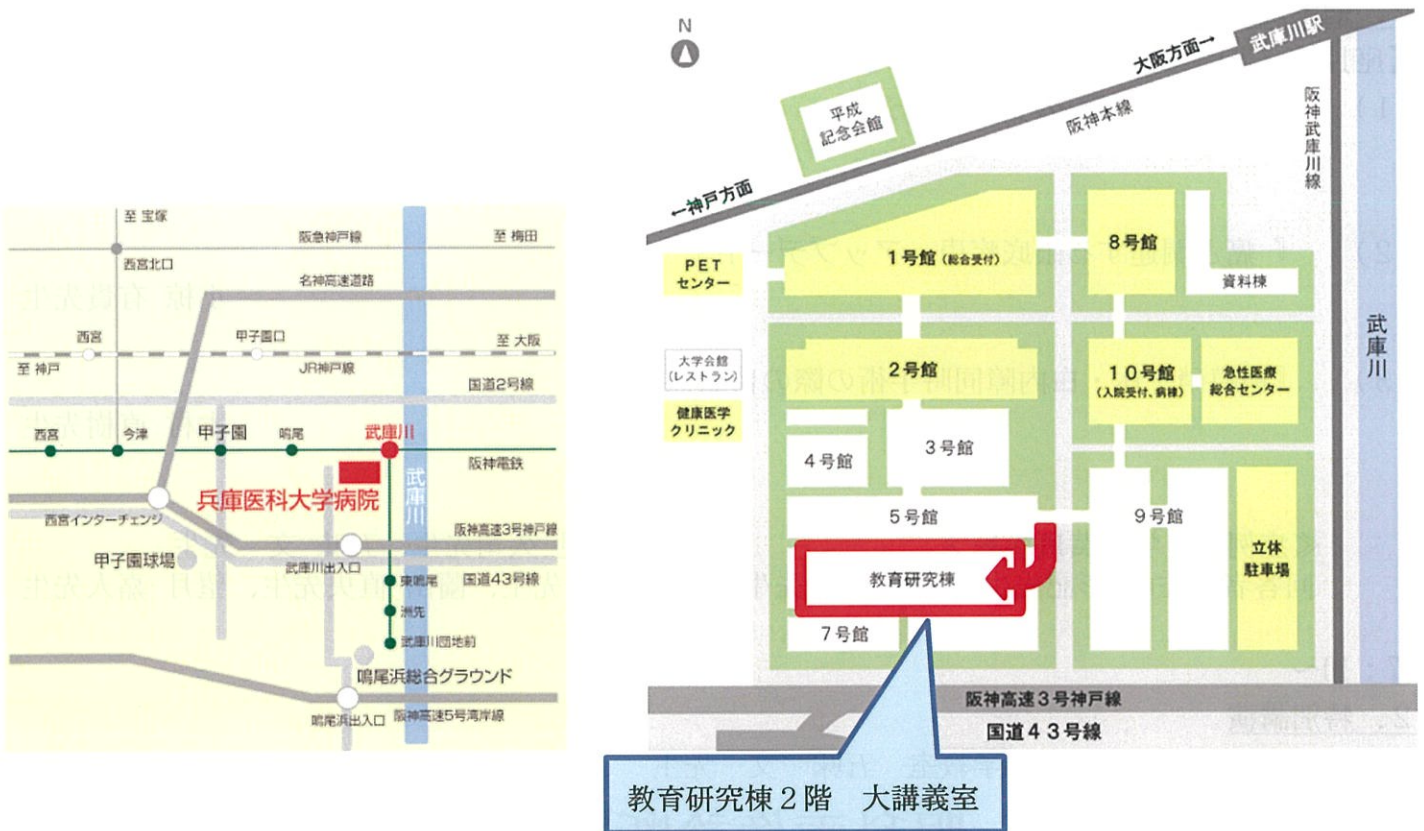 至 宝塚
阪急神戸線
至 梅田
西宮北口
名神高速道路
西宮
甲子園口
至 大阪
至 神戸
JR神戸線
国道2号線
西宮
今津
甲子園
鳴尾
武庫川
阪神電鉄
兵庫医科大学病院
武庫川
西宮インターチェンジ
阪神高速3号神戸線
甲子園球場
武庫川出入口
東鳴尾
国道43号線
洲先
武庫川団地前
鳴尾浜総合グラウンド
鳴尾浜出入口
阪神高速5号湾岸線
N
大阪方面→
武庫川駅
平成
記念会館
阪神本線
阪神武庫川線
←神戸方面
PET
センター
1号館(総合受付)
8号館
資料棟
武庫川
大学会館
(レストラン)
2号館
10号館
(入院受付、病棟)
急性医療
総合センター
健康医学
クリニック
4号館
3号館
5号館
9号館
立体
駐車場
教育研究棟
7号館
阪神高速3号神戸線
国道43号線
教育研究棟2階 大講義室